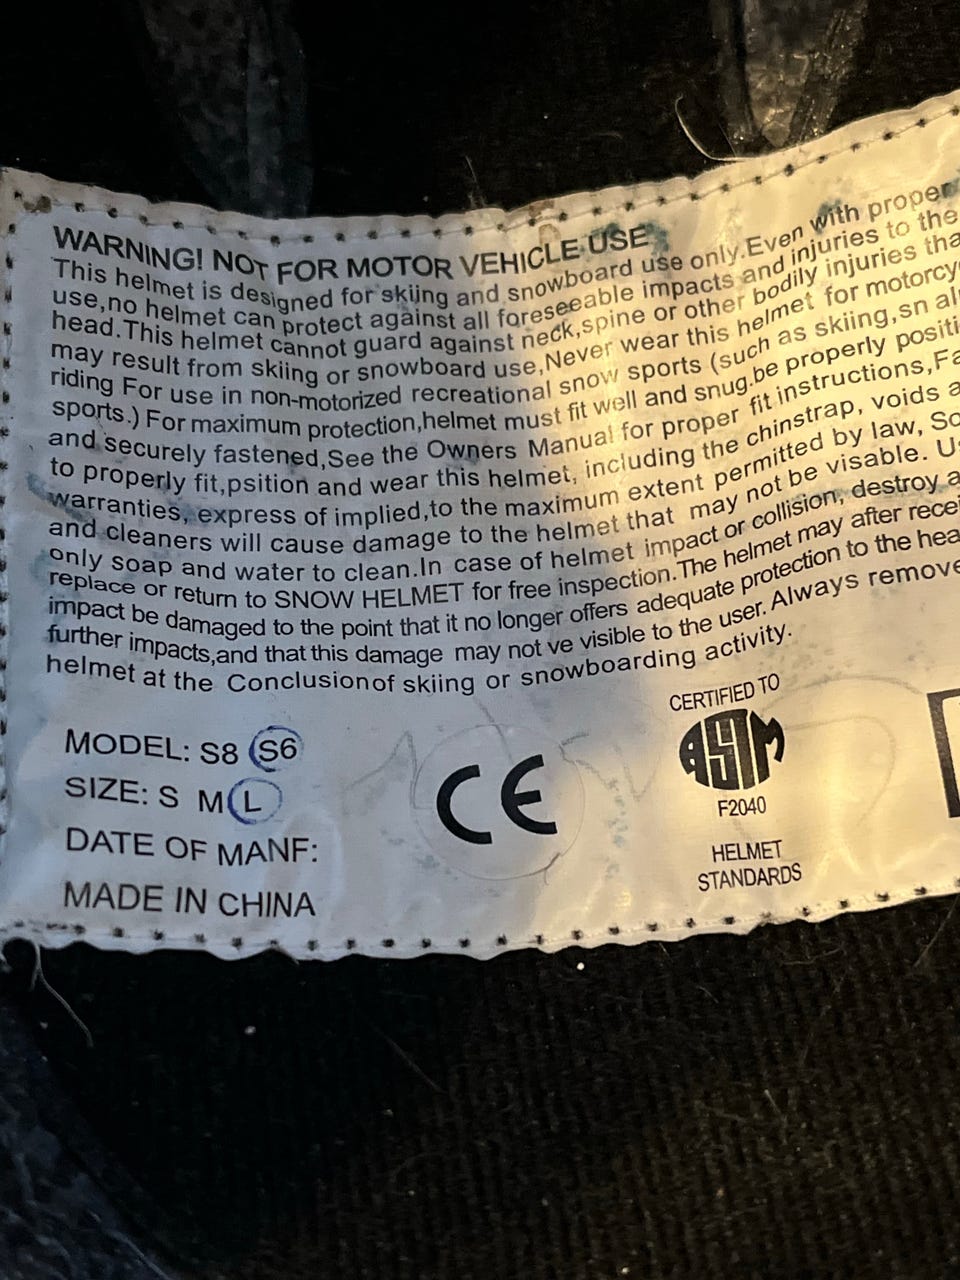 WARNING! NOT FOR MOTOR VEHICLE USE
This helmet is designed for skiing and snowboard use only.Even with proper
use,no helmet can protect against all foreseeable impacts and injuries to the
head.This helmet cannot guard against neck,spine or other bodily injuries tha
may result from skiing or snowboard use,Never wear this helmet for motorcy
riding For use in non-motorized recreational snow sports (such as skiing,sn al
sports.) For maximum protection,helmet must fit well and snug.be properly positi
and securely fastened,See the Owners Manual for proper fit instructions,Fa
to properly fit,psition and wear this helmet, including the chinstrap, voids a
warranties, express of implied,to the maximum extent permitted by law, So
and cleaners will cause damage to the helmet that may not be visable. U
only soap and water to clean.In case of helmet impact or collision, destroy a
replace or return to SNOW HELMET for free inspection.The helmet may after recei
impact be damaged to the point that it no longer offers adequate protection to the hea
further impacts,and that this damage may not ve visible to the user. Always remove
helmet at the Conclusionof skiing or snowboarding activity.
MODEL: S8 S6
SIZE: S M L
DATE OF MANF:
MADE IN CHINA
CE
CERTIFIED TO
ASTM
F2040
HELMET
STANDARDS